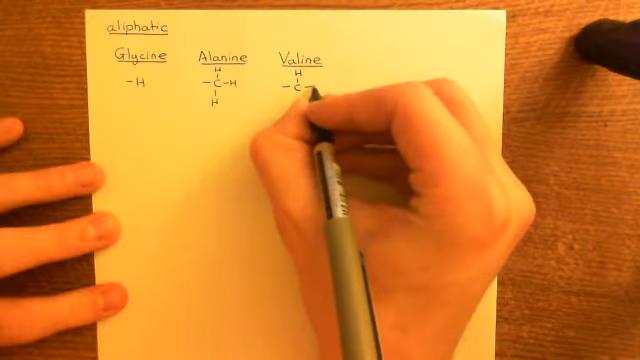 aliphatic
Glycine Alanine Valine
H H
–H –C–H –C–
H